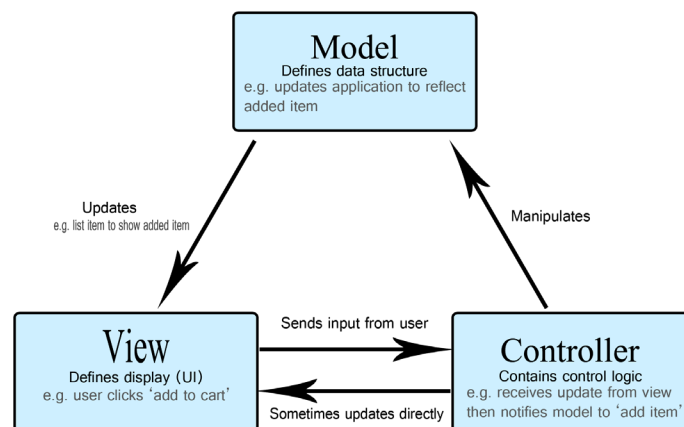 Model
Defines data structure
e.g. updates application to reflect
added item
Updates
e.g. list item to show added item
Manipulates
View
Defines display (UI)
e.g. user clicks ‘add to cart’
Sends input from user
Sometimes updates directly
Controller
Contains control logic
e.g. receives update from view
then notifies model to ‘add item’